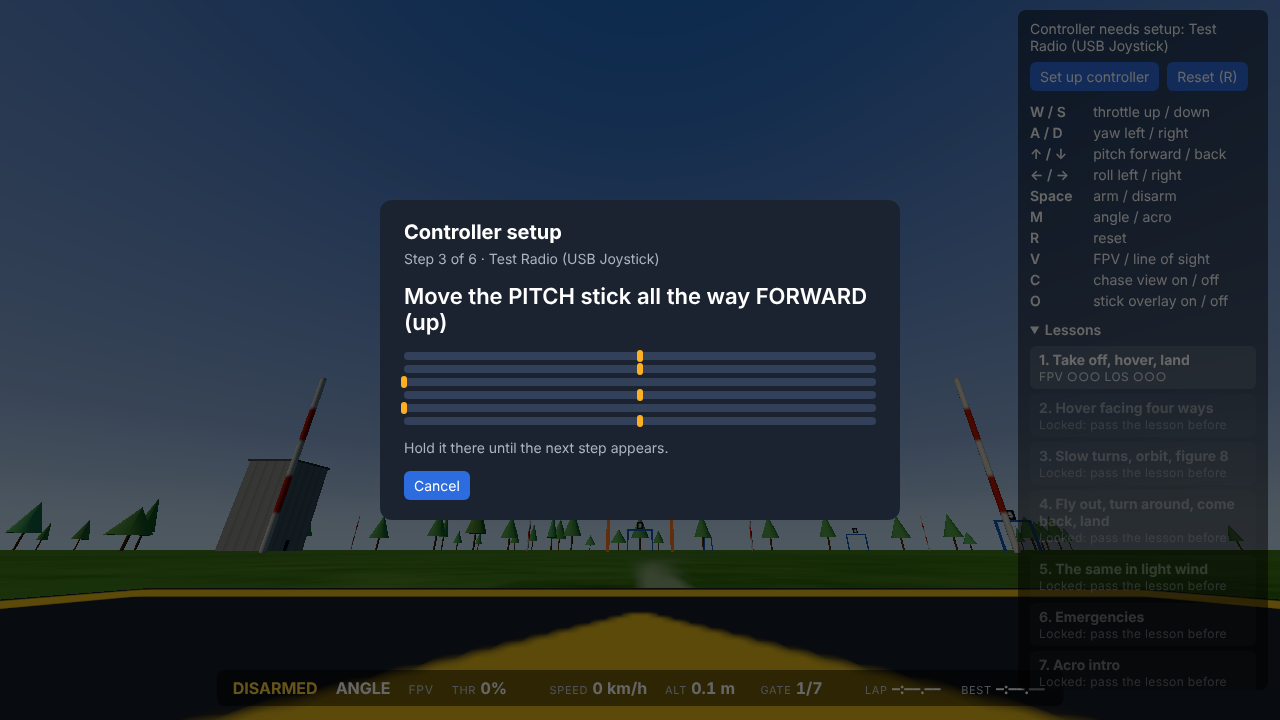 Controller needs setup: Test
Radio (USB Joystick)
Set up controller
Reset (R)
W / S throttle up / down
A / D yaw left / right
↑ / ↓ pitch forward / back
← / → roll left / right
Space arm / disarm
M angle / acro
R reset
V FPV / line of sight
C chase view on / off
O stick overlay on / off
▼ Lessons
1. Take off, hover, land
FPV ○○○ LOS ○○○
2. Hover facing four ways
Locked: pass the lesson before
3. Slow turns, orbit, figure 8
Locked: pass the lesson before
4. Fly out, turn around, come
back, land
Locked: pass the lesson before
5. The same in light wind
Locked: pass the lesson before
6. Emergencies
Locked: pass the lesson before
7. Acro intro
Locked: pass the lesson before
Controller setup
Step 3 of 6 · Test Radio (USB Joystick)
Move the PITCH stick all the way FORWARD
(up)
Hold it there until the next step appears.
Cancel
DISARMED ANGLE FPV THR 0% SPEED 0 km/h ALT 0.1 m GATE 1/7 LAP –:––.–– BEST –:––.––